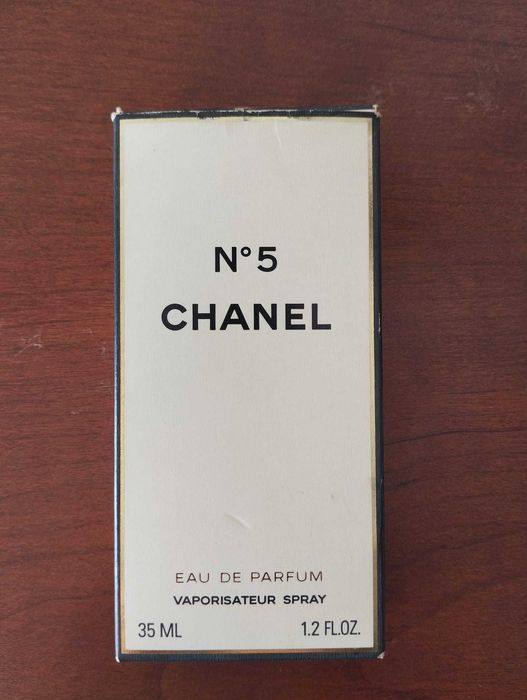 N°5
CHANEL
EAU DE PARFUM
VAPORISATEUR SPRAY
35 ML 1.2 FL.OZ.